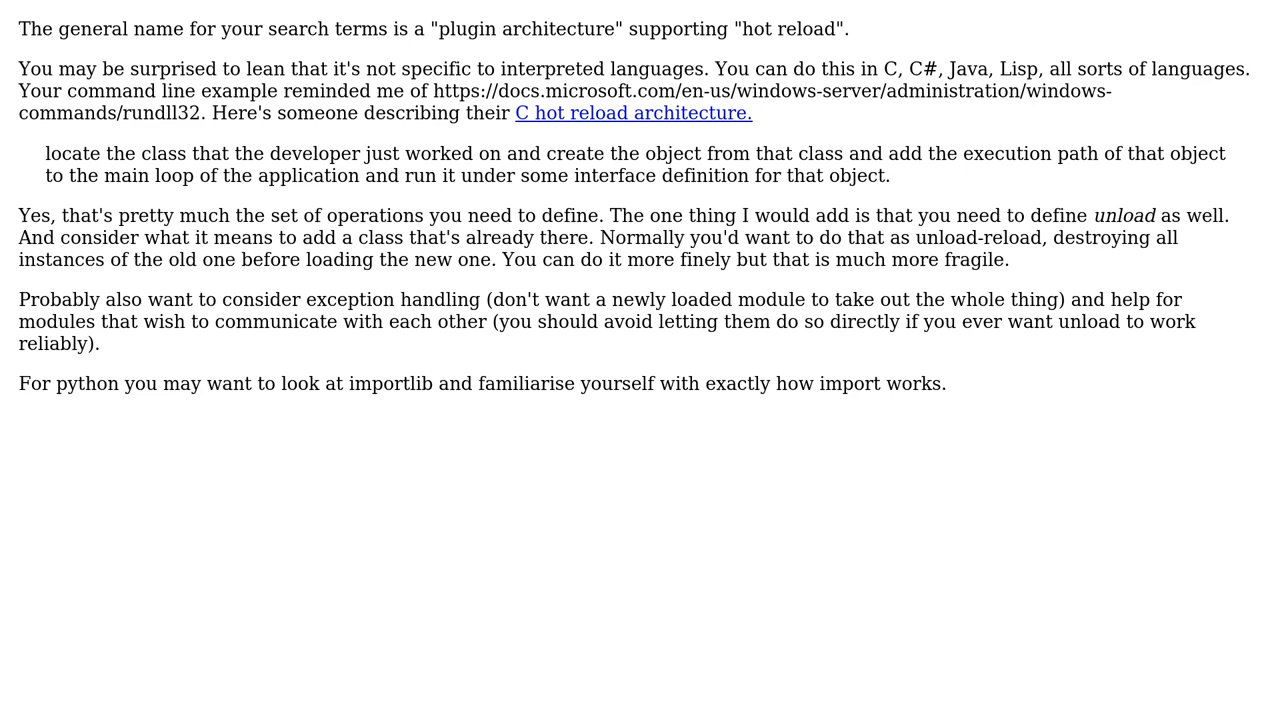 The general name for your search terms is a "plugin architecture" supporting "hot reload".
You may be surprised to lean that it's not specific to interpreted languages. You can do this in C, C#, Java, Lisp, all sorts of languages.
Your command line example reminded me of https://docs.microsoft.com/en-us/windows-server/administration/windows-
commands/rundll32. Here's someone describing their C hot reload architecture.
locate the class that the developer just worked on and create the object from that class and add the execution path of that object
to the main loop of the application and run it under some interface definition for that object.
Yes, that's pretty much the set of operations you need to define. The one thing I would add is that you need to define unload as well.
And consider what it means to add a class that's already there. Normally you'd want to do that as unload-reload, destroying all
instances of the old one before loading the new one. You can do it more finely but that is much more fragile.
Probably also want to consider exception handling (don't want a newly loaded module to take out the whole thing) and help for
modules that wish to communicate with each other (you should avoid letting them do so directly if you ever want unload to work
reliably).
For python you may want to look at importlib and familiarise yourself with exactly how import works.